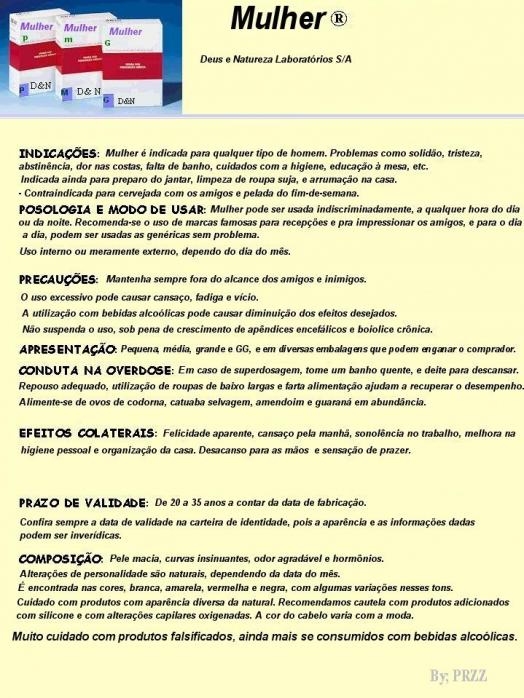 Mulher ®
Deus e Natureza Laboratórios S/A
Mulher
Mulher
Mulher
P
m
G
D&N
D&N
D&N
P
M
G
INDICAÇÕES: Mulher é indicada para qualquer tipo de homem. Problemas como solidão, tristeza,
abstinência, dor nas costas, falta de banho, cuidados com a higiene, educação à mesa, etc.
Indicada ainda para preparo do jantar, limpeza de roupa suja, e arrumação na casa.
- Contraindicada para cervejada com os amigos e pelada do fim-de-semana.
POSOLOGIA E MODO DE USAR: Mulher pode ser usada indiscriminadamente, a qualquer hora do dia
ou da noite. Recomenda-se o uso de marcas famosas para recepções e pra impressionar os amigos, e para o dia
a dia, podem ser usadas as genéricas sem problema.
Uso interno ou meramente externo, dependo do dia do mês.
PRECAUÇÕES: Mantenha sempre fora do alcance dos amigos e inimigos.
O uso excessivo pode causar cansaço, fadiga e vício.
A utilização com bebidas alcoólicas pode causar diminuição dos efeitos desejados.
Não suspenda o uso, sob pena de crescimento de apêndices encefálicos e boiolice crônica.
APRESENTAÇÃO: Pequena, média, grande e GG, e em diversas embalagens que podem enganar o comprador.
CONDUTA NA OVERDOSE: Em caso de superdosagem, tome um banho quente, e deite para descansar.
Repouso adequado, utilização de roupas de baixo largas e farta alimentação ajudam a recuperar o desempenho.
Alimente-se de ovos de codorna, catuaba selvagem, amendoim e guaraná em abundância.
EFEITOS COLATERAIS: Felicidade aparente, cansaço pela manhã, sonolência no trabalho, melhora na
higiene pessoal e organização da casa. Desacanso para as mãos e sensação de prazer.
PRAZO DE VALIDADE: De 20 a 35 anos a contar da data de fabricação.
Confira sempre a data de validade na carteira de identidade, pois a aparência e as informações dadas
podem ser inverídicas.
COMPOSIÇÃO: Pele macia, curvas insinuantes, odor agradável e hormônios.
Alterações de personalidade são naturais, dependendo da data do mês.
É encontrada nas cores, branca, amarela, vermelha e negra, com algumas variações nesses tons.
Cuidado com produtos com aparência diversa da natural. Recomendamos cautela com produtos adicionados
com silicone e com alterações capilares oxigenadas. A cor do cabelo varia com a moda.
Muito cuidado com produtos falsificados, ainda mais se consumidos com bebidas alcoólicas.
By; PRZZ